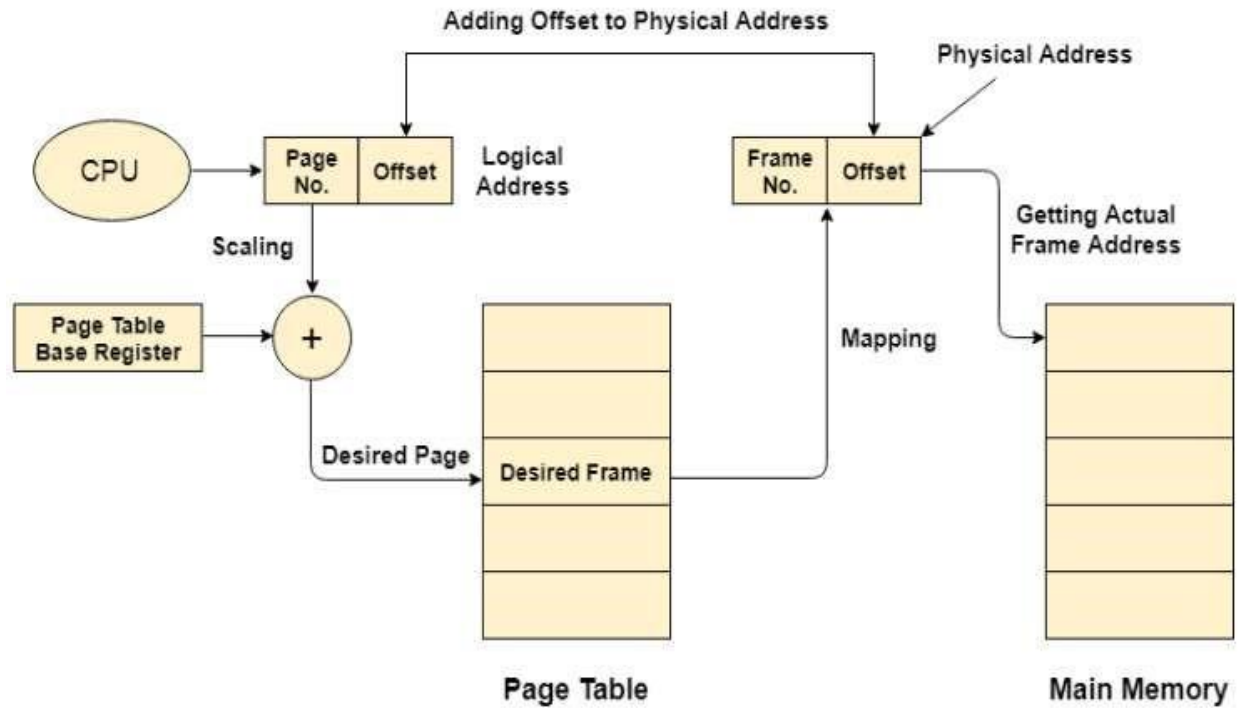 Adding Offset to Physical Address
Physical Address
CPU
Page
No.
Offset
Logical
Address
Frame
No.
Offset
Scaling
Getting Actual
Frame Address
Page Table
Base Register
+
Mapping
Desired Page
Desired Frame
Page Table
Main Memory